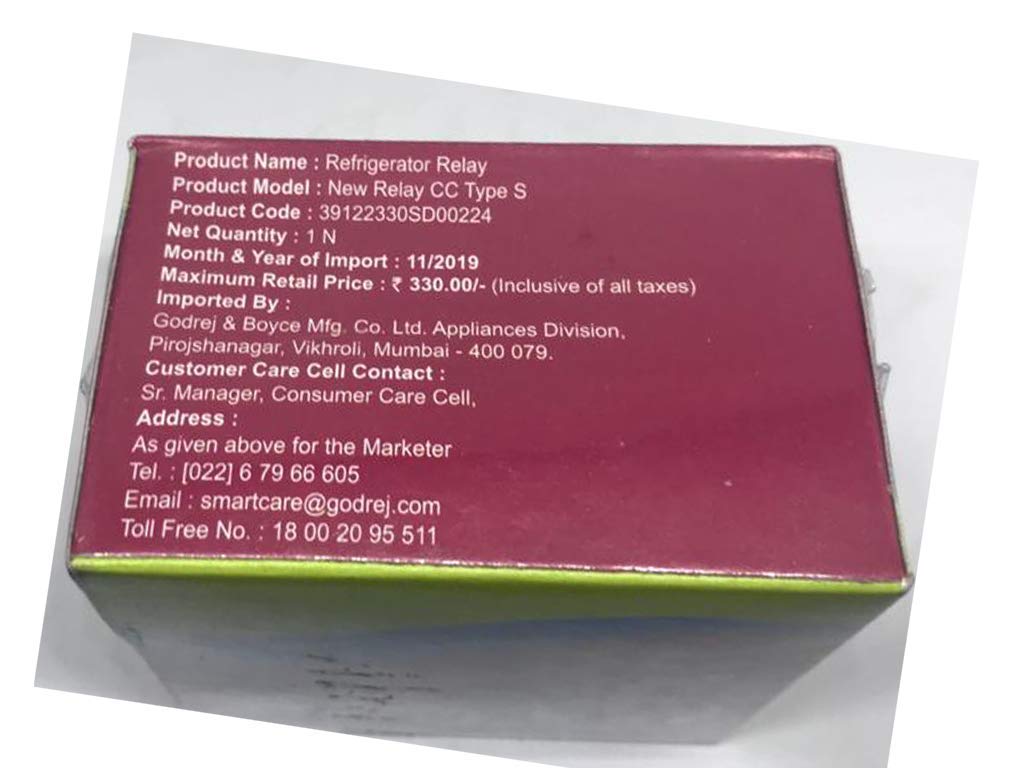 Product Name : Refrigerator Relay
Product Model : New Relay CC Type S
Product Code : 39122330SD00224
Net Quantity : 1 N
Month & Year of Import : 11/2019
Maximum Retail Price : ₹ 330.00/- (Inclusive of all taxes)
Imported By :
Godrej & Boyce Mfg. Co. Ltd. Appliances Division,
Pirojshanagar, Vikhroli, Mumbai - 400 079.
Customer Care Cell Contact :
Sr. Manager, Consumer Care Cell,
Address :
As given above for the Marketer
Tel. : [022] 6 79 66 605
Email : smartcare@godrej.com
Toll Free No. : 18 00 20 95 511